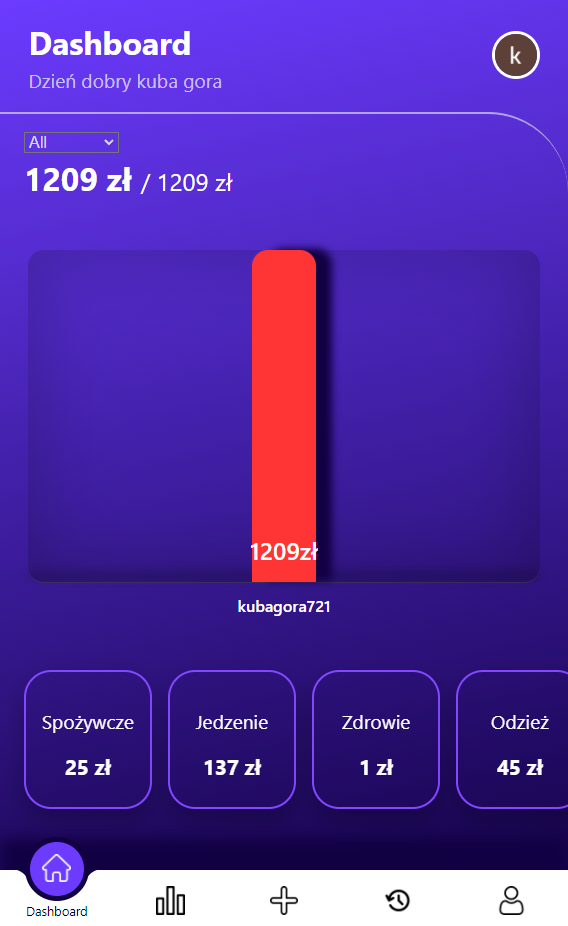 Dashboard
Dzień dobry kuba gora
k
All
1209 zł / 1209 zł
1209zł
kubagora721
Spożywcze
25 zł
Jedzenie
137 zł
Zdrowie
1 zł
Odzież
45 zł
Dashboard